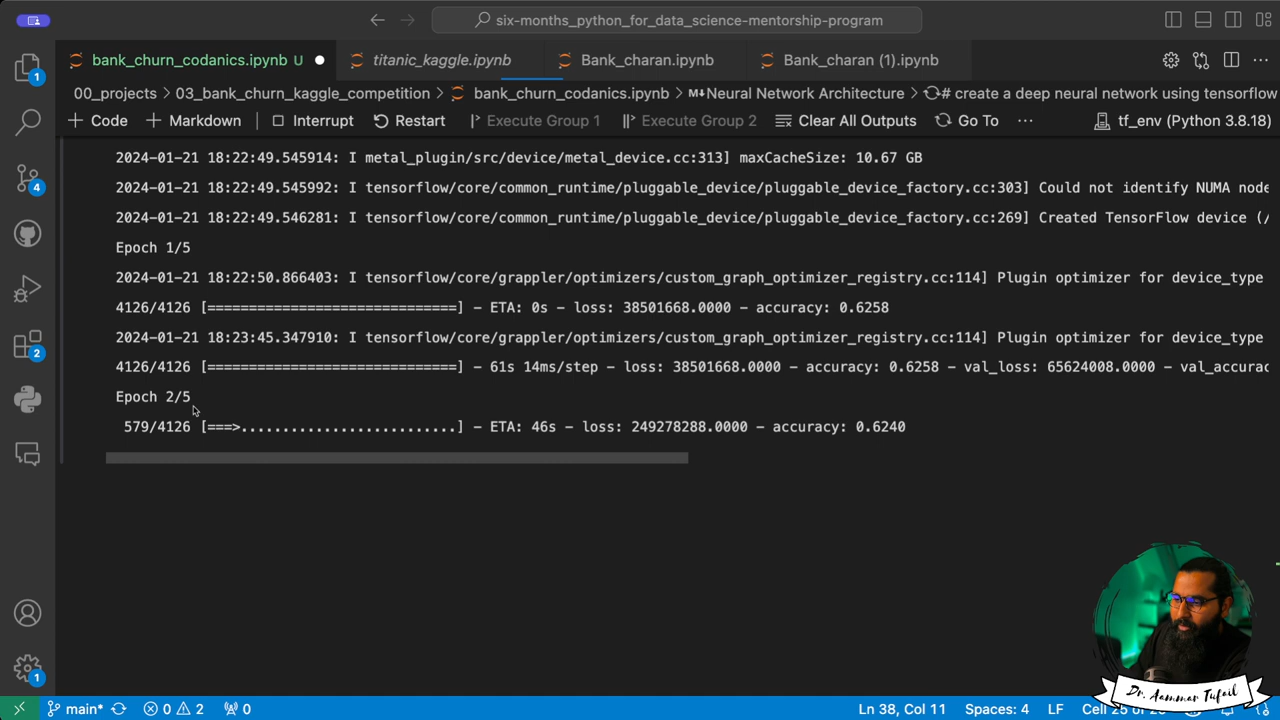 six-months_python_for_data_science-mentorship-program
bank_churn_codanics.ipynb U
titanic_kaggle.ipynb
Bank_charan.ipynb
Bank_charan (1).ipynb
00_projects > 03_bank_churn_kaggle_competition > bank_churn_codanics.ipynb > M↓Neural Network Architecture > # create a deep neural network using tensorflow
+ Code + Markdown Interrupt Restart Execute Group 1 Execute Group 2 Clear All Outputs Go To ... tf_env (Python 3.8.18)
2024-01-21 18:22:49.545914: I metal_plugin/src/device/metal_device.cc:313] maxCacheSize: 10.67 GB
2024-01-21 18:22:49.545992: I tensorflow/core/common_runtime/pluggable_device/pluggable_device_factory.cc:303] Could not identify NUMA node
2024-01-21 18:22:49.546281: I tensorflow/core/common_runtime/pluggable_device/pluggable_device_factory.cc:269] Created TensorFlow device (/
Epoch 1/5
2024-01-21 18:22:50.866403: I tensorflow/core/grappler/optimizers/custom_graph_optimizer_registry.cc:114] Plugin optimizer for device_type
4126/4126 [==============================] - ETA: 0s - loss: 38501668.0000 - accuracy: 0.6258
2024-01-21 18:23:45.347910: I tensorflow/core/grappler/optimizers/custom_graph_optimizer_registry.cc:114] Plugin optimizer for device_type
4126/4126 [==============================] - 61s 14ms/step - loss: 38501668.0000 - accuracy: 0.6258 - val_loss: 65624008.0000 - val_accurac
Epoch 2/5
579/4126 [===>..........................] - ETA: 46s - loss: 249278288.0000 - accuracy: 0.6240
1
4
2
1
Dr. Aammar Tufail
main* 0 2 0 Ln 38, Col 11 Spaces: 4 LF Cell 25 of